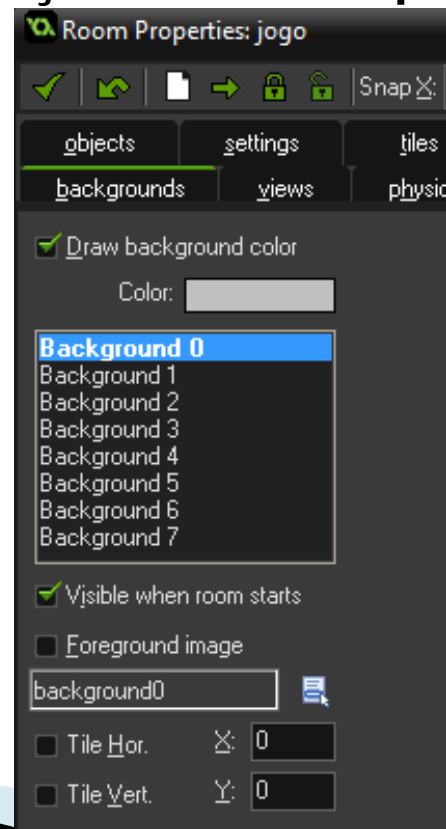 Room Properties: jogo
Snap X:
objects settings tiles
backgrounds views physic
Draw background color
Color:
Background 0
Background 1
Background 2
Background 3
Background 4
Background 5
Background 6
Background 7
Visible when room starts
Foreground image
background0
Tile Hor. X: 0
Tile Vert. Y: 0